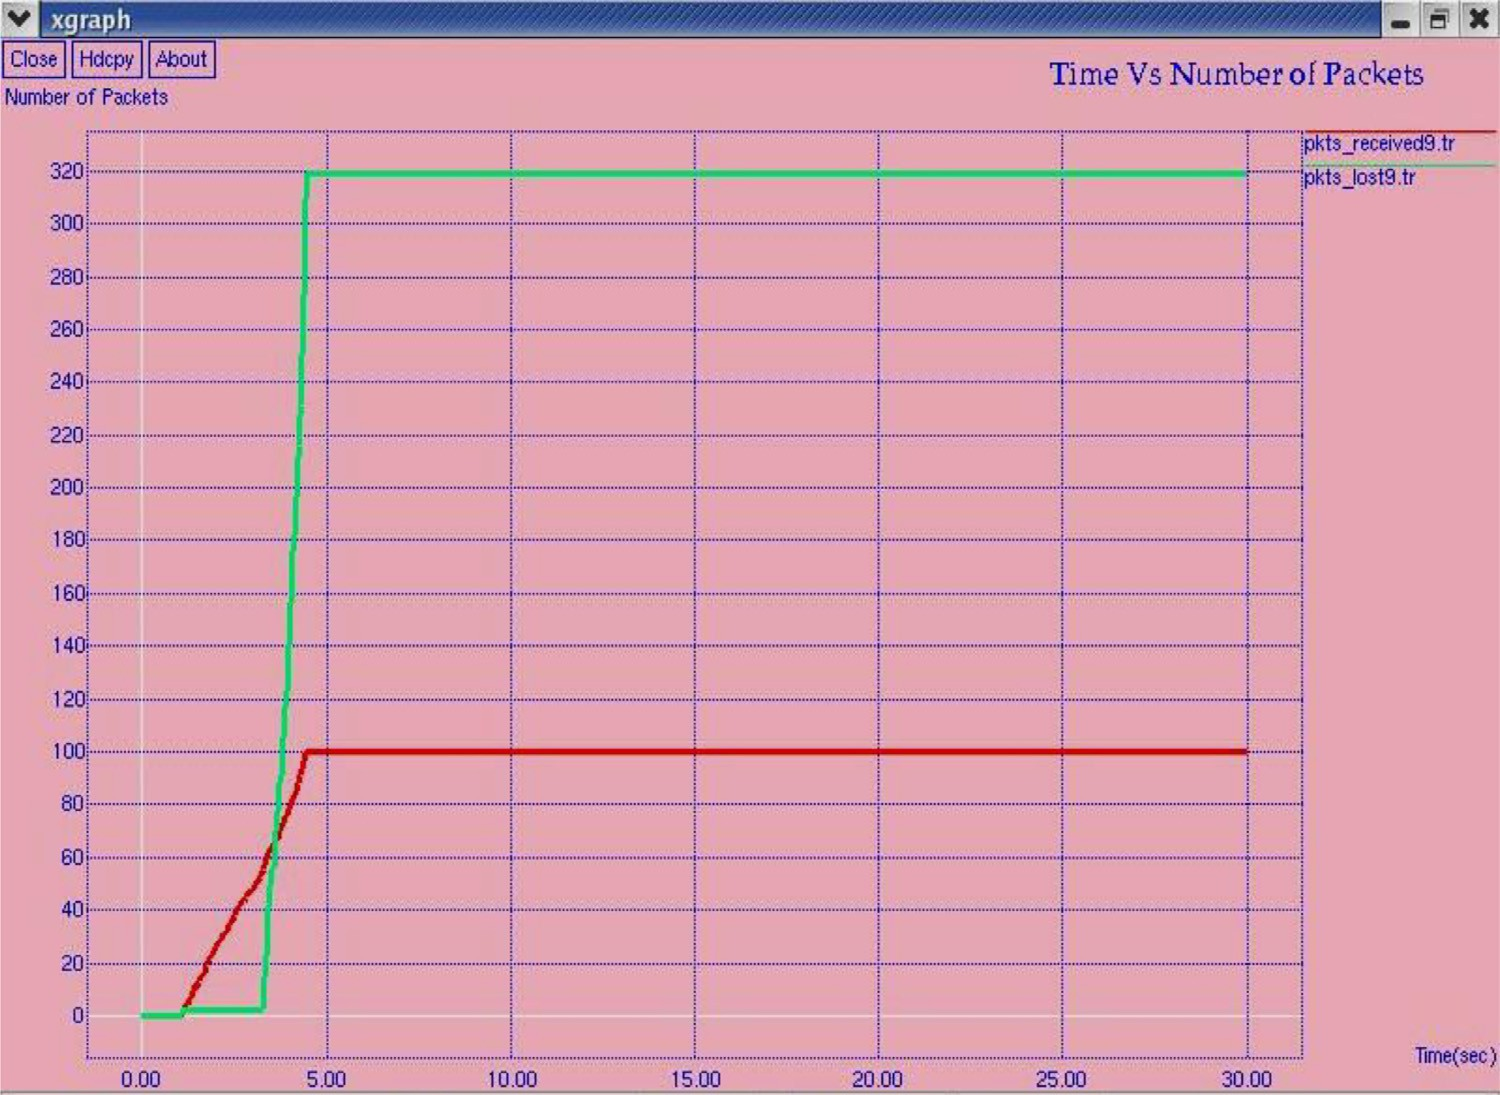 xgraph
Close Hdcpy About
Time Vs Number of Packets
Number of Packets
pkts_received9.tr
pkts_lost9.tr
320
300
280
260
240
220
200
180
160
140
120
100
80
60
40
20
0
Time(sec)
0.00 5.00 10.00 15.00 20.00 25.00 30.00